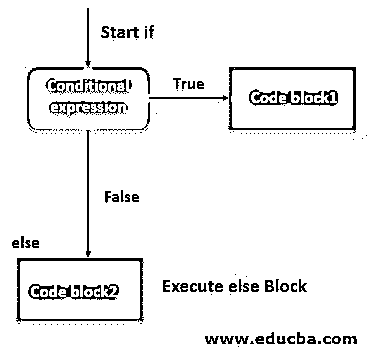 Start if
Conditional
expression
True
Code block1
False
else
Code block2
Execute else Block
www.educba.com